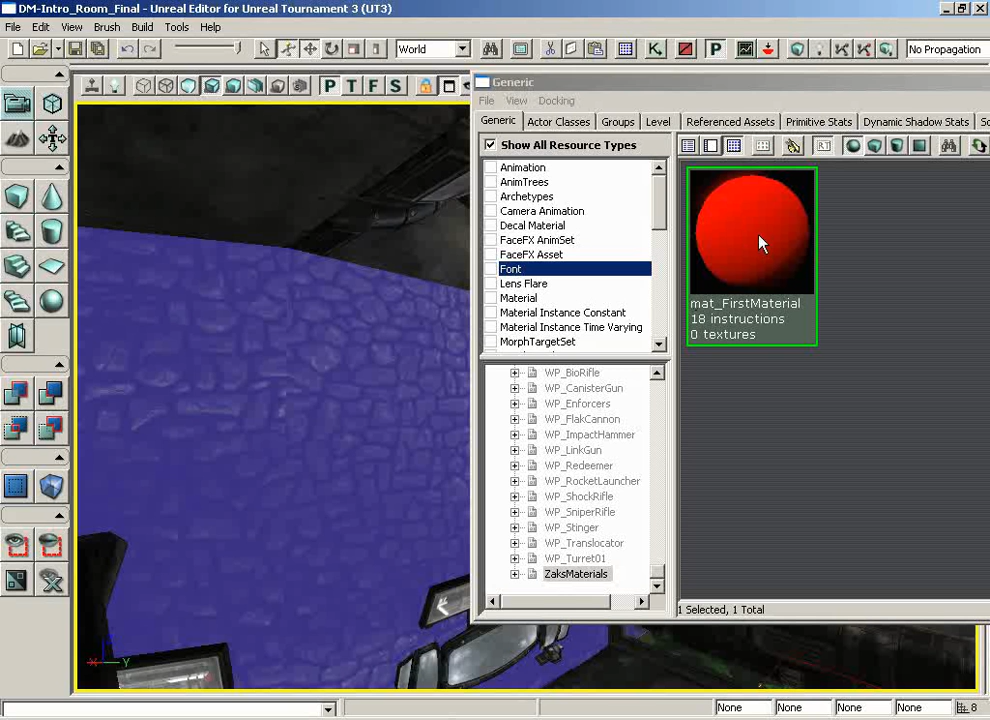 DM-Intro_Room_Final - Unreal Editor for Unreal Tournament 3 (UT3)
File Edit View Brush Build Tools Help
World
P
No Propagation
P T F S
Generic
File View Docking
Generic Actor Classes Groups Level Referenced Assets Primitive Stats Dynamic Shadow Stats
Show All Resource Types
Animation
AnimTrees
Archetypes
Camera Animation
Decal Material
FaceFX AnimSet
FaceFX Asset
Font
Lens Flare
Material
Material Instance Constant
Material Instance Time Varying
MorphTargetSet
WP_BioRifle
WP_CanisterGun
WP_Enforcers
WP_FlakCannon
WP_ImpactHammer
WP_LinkGun
WP_Redeemer
WP_RocketLauncher
WP_ShockRifle
WP_SniperRifle
WP_Stinger
WP_Translocator
WP_Turret01
ZaksMaterials
mat_FirstMaterial
18 instructions
0 textures
1 Selected, 1 Total
X Y
None None None None 8